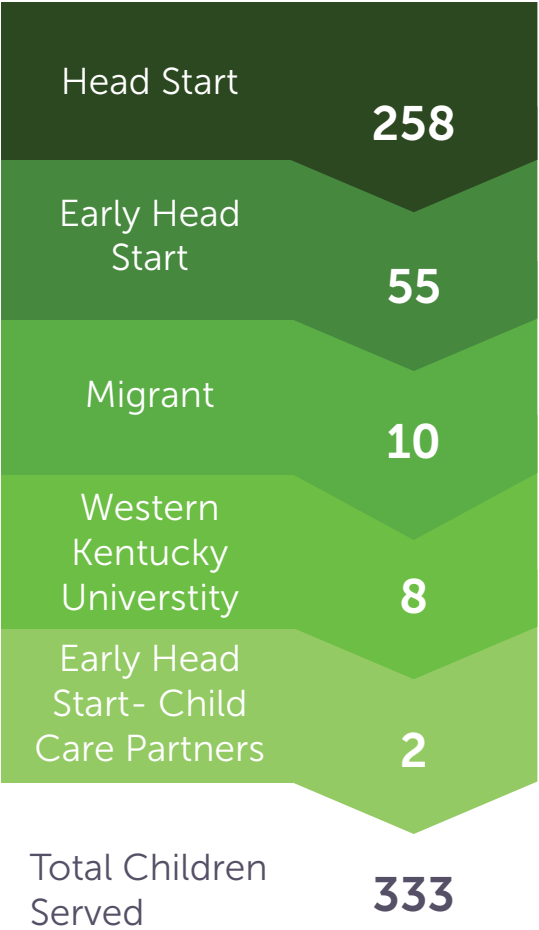 Head Start
258
Early Head
Start
55
Migrant
10
Western
Kentucky
Universtity
8
Early Head
Start- Child
Care Partners
2
Total Children
Served
333